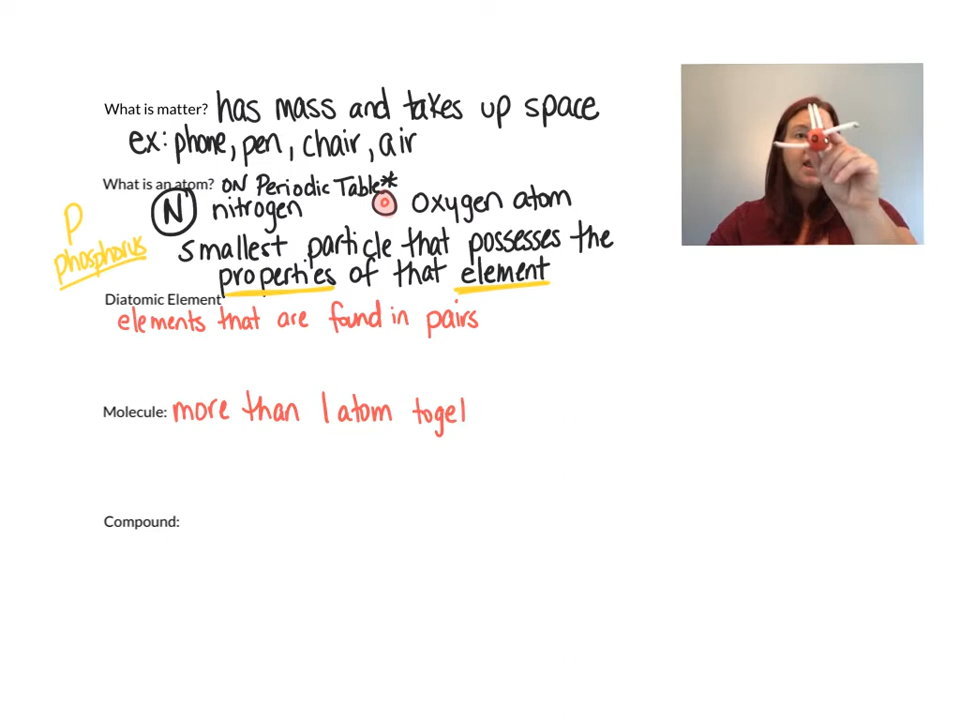 What is matter? has mass and takes up space
ex: phone, pen, chair, air
What is an atom? ON Periodic Table*
N nitrogen O oxygen atom
P
phosphorus
smallest particle that possesses the
properties of that element
Diatomic Element
elements that are found in pairs
Molecule: more than 1 atom togel
Compound: